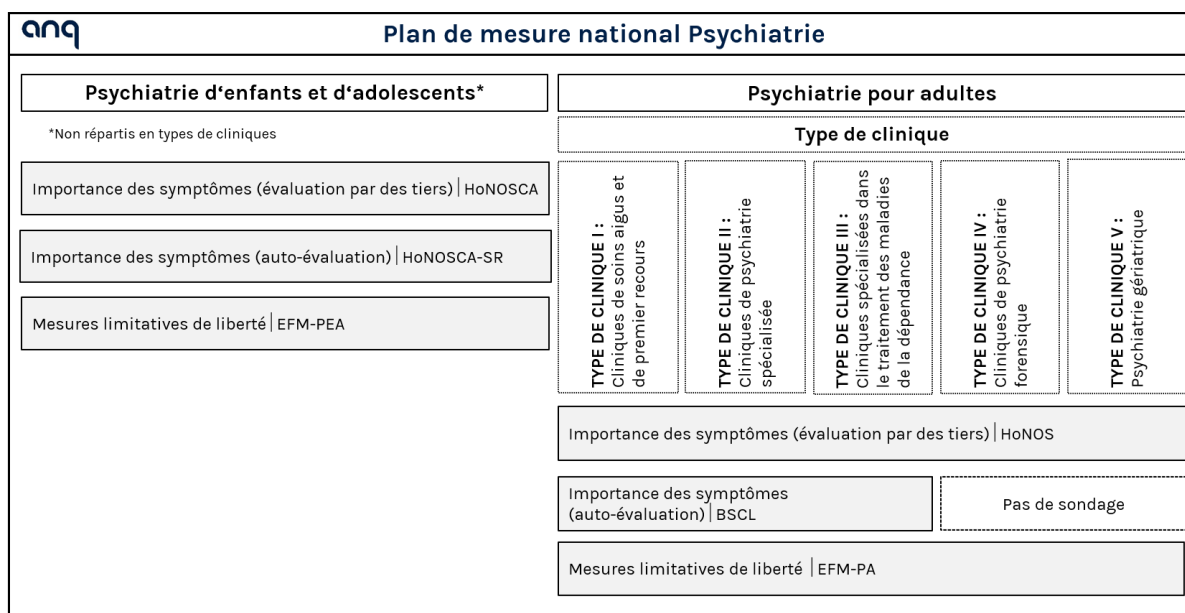 anq
Plan de mesure national Psychiatrie
Psychiatrie d‘enfants et d‘adolescents*
*Non répartis en types de cliniques
Importance des symptômes (évaluation par des tiers) | HoNOSCA
Importance des symptômes (auto-évaluation) | HoNOSCA-SR
Mesures limitatives de liberté | EFM-PEA
Psychiatrie pour adultes
Type de clinique
TYPE DE CLINIQUE I :
Cliniques de soins aigus et
de premier recours
TYPE DE CLINIQUE II :
Cliniques de psychiatrie
spécialisée
TYPE DE CLINIQUE III :
Cliniques spécialisées dans
le traitement des maladies
de la dépendance
TYPE DE CLINIQUE IV :
Cliniques de psychiatrie
forensique
TYPE DE CLINIQUE V :
Psychiatrie gériatrique
Importance des symptômes (évaluation par des tiers) | HoNOS
Importance des symptômes
(auto-évaluation) | BSCL
Pas de sondage
Mesures limitatives de liberté | EFM-PA